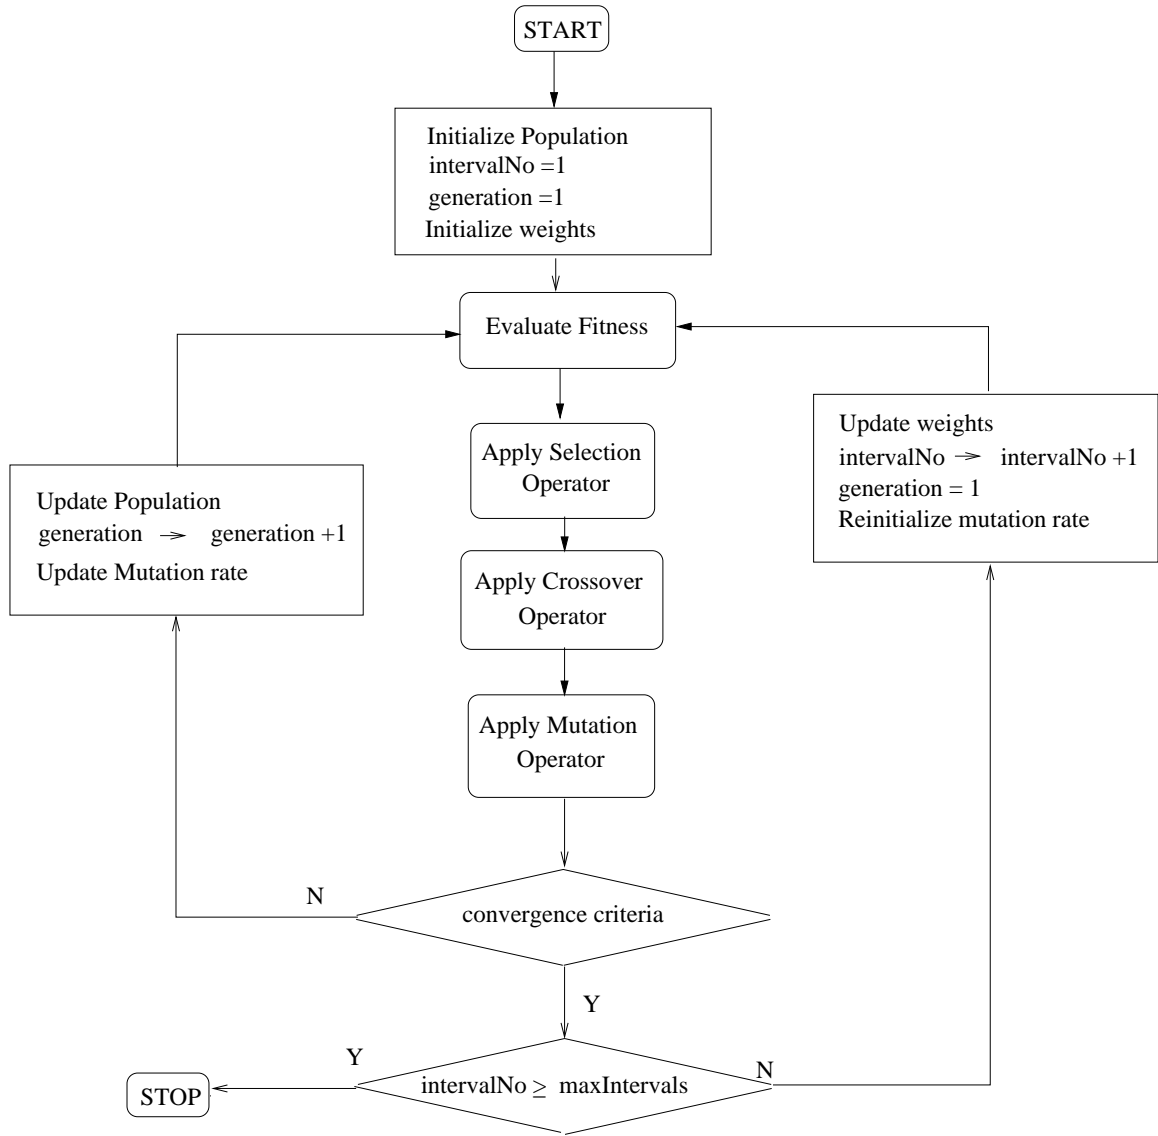 START
Initialize Population
intervalNo =1
generation =1
Initialize weights
Evaluate Fitness
Apply Selection
Operator
Apply Crossover
Operator
Apply Mutation
Operator
Update Population
generation → generation +1
Update Mutation rate
Update weights
intervalNo → intervalNo +1
generation = 1
Reinitialize mutation rate
N
convergence criteria
Y
Y
intervalNo ≥ maxIntervals
N
STOP